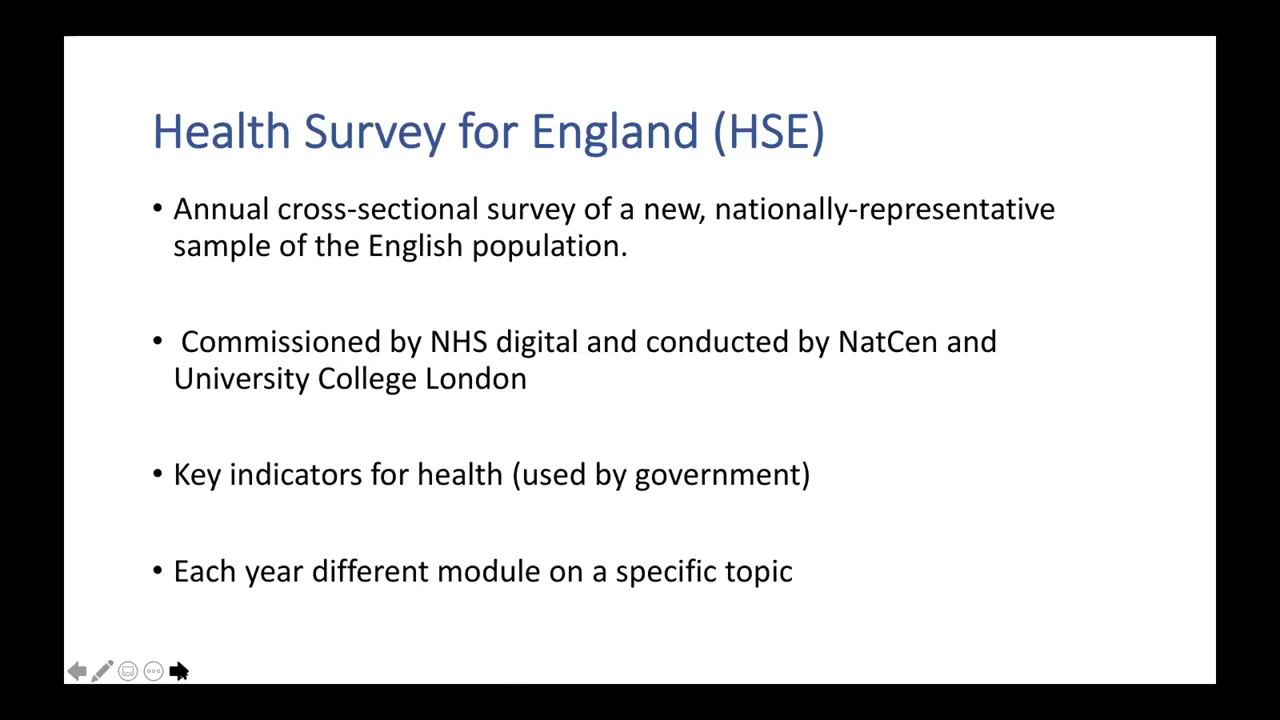 Health Survey for England (HSE)
• Annual cross-sectional survey of a new, nationally-representative
sample of the English population.
• Commissioned by NHS digital and conducted by NatCen and
University College London
• Key indicators for health (used by government)
• Each year different module on a specific topic